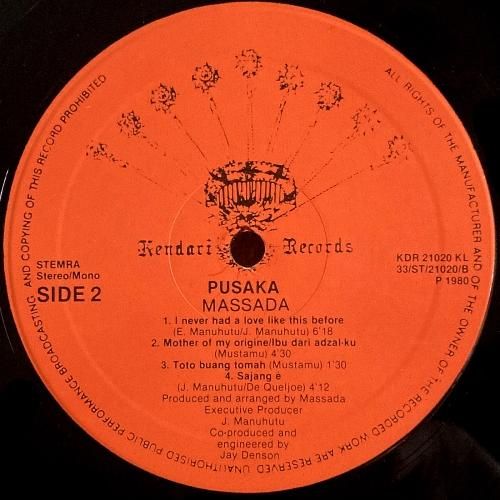 ALL RIGHTS OF THE MANUFACTURER AND OF THE OWNER OF THE RECORDED WORK ARE RESERVED. UNAUTHORISED PUBLIC PERFORMANCE BROADCASTING AND COPYING OF THIS RECORD PROHIBITED
Kendari Records
STEMRA
Stereo/Mono
SIDE 2
KDR 21020 KL
33/ST/21020/B
P 1980
PUSAKA
MASSADA
1. I never had a love like this before
(E. Manuhutu/J. Manuhutu) 6'18
2. Mother of my origine/Ibu dari adzal-ku
(Mustamu) 4'30
3. Toto buang tomah (Mustamu) 1'30
4. Sajang é
(J. Manuhutu/De Queljoe) 4'12
Produced and arranged by Massada
Executive Producer
J. Manuhutu
Co-produced and
engineered by
Jay Denson